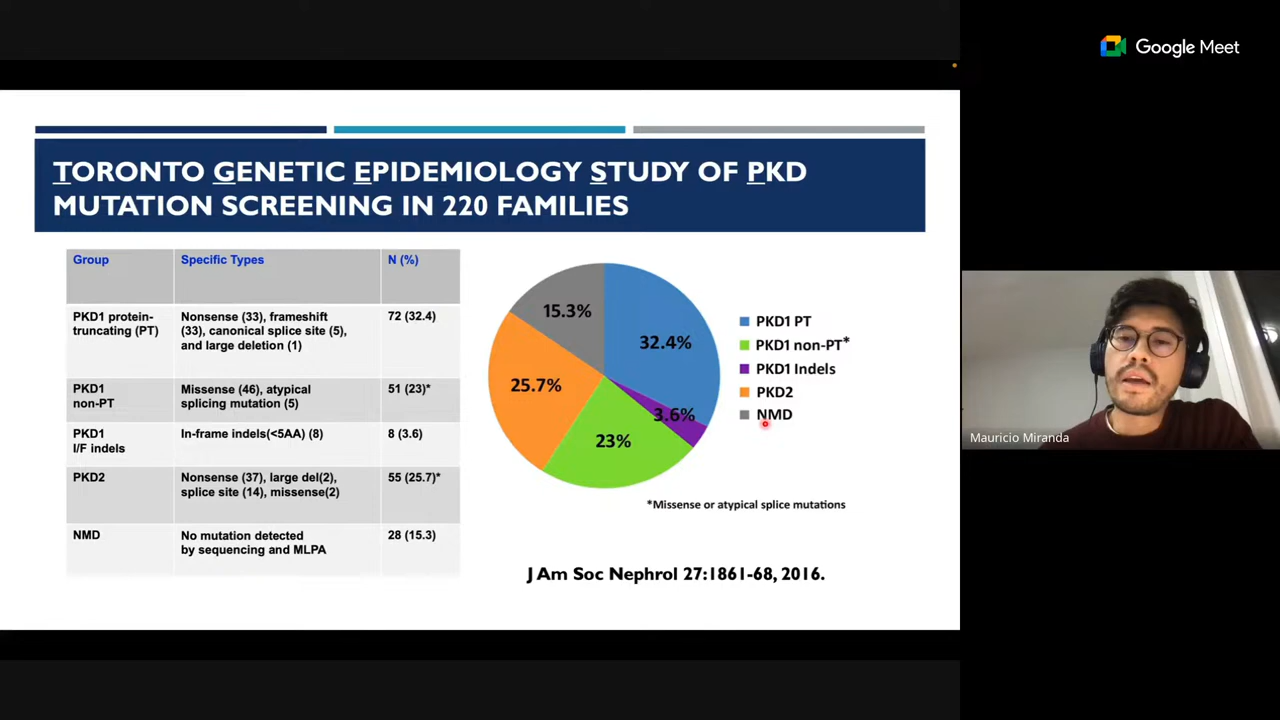 Google Meet
TORONTO GENETIC EPIDEMIOLOGY STUDY OF PKD
MUTATION SCREENING IN 220 FAMILIES
Group Specific Types N (%)
PKD1 protein- Nonsense (33), frameshift 72 (32.4)
truncating (PT) (33), canonical splice site (5),
and large deletion (1)
PKD1 Missense (46), atypical 51 (23)*
non-PT splicing mutation (5)
PKD1 In-frame indels(<5AA) (8) 8 (3.6)
I/F indels
PKD2 Nonsense (37), large del(2), 55 (25.7)*
splice site (14), missense(2)
NMD No mutation detected 28 (15.3)
by sequencing and MLPA
15.3%
32.4%
25.7%
3.6%
23%
PKD1 PT
PKD1 non-PT*
PKD1 Indels
PKD2
NMD
*Missense or atypical splice mutations
J Am Soc Nephrol 27:1861-68, 2016.
Mauricio Miranda